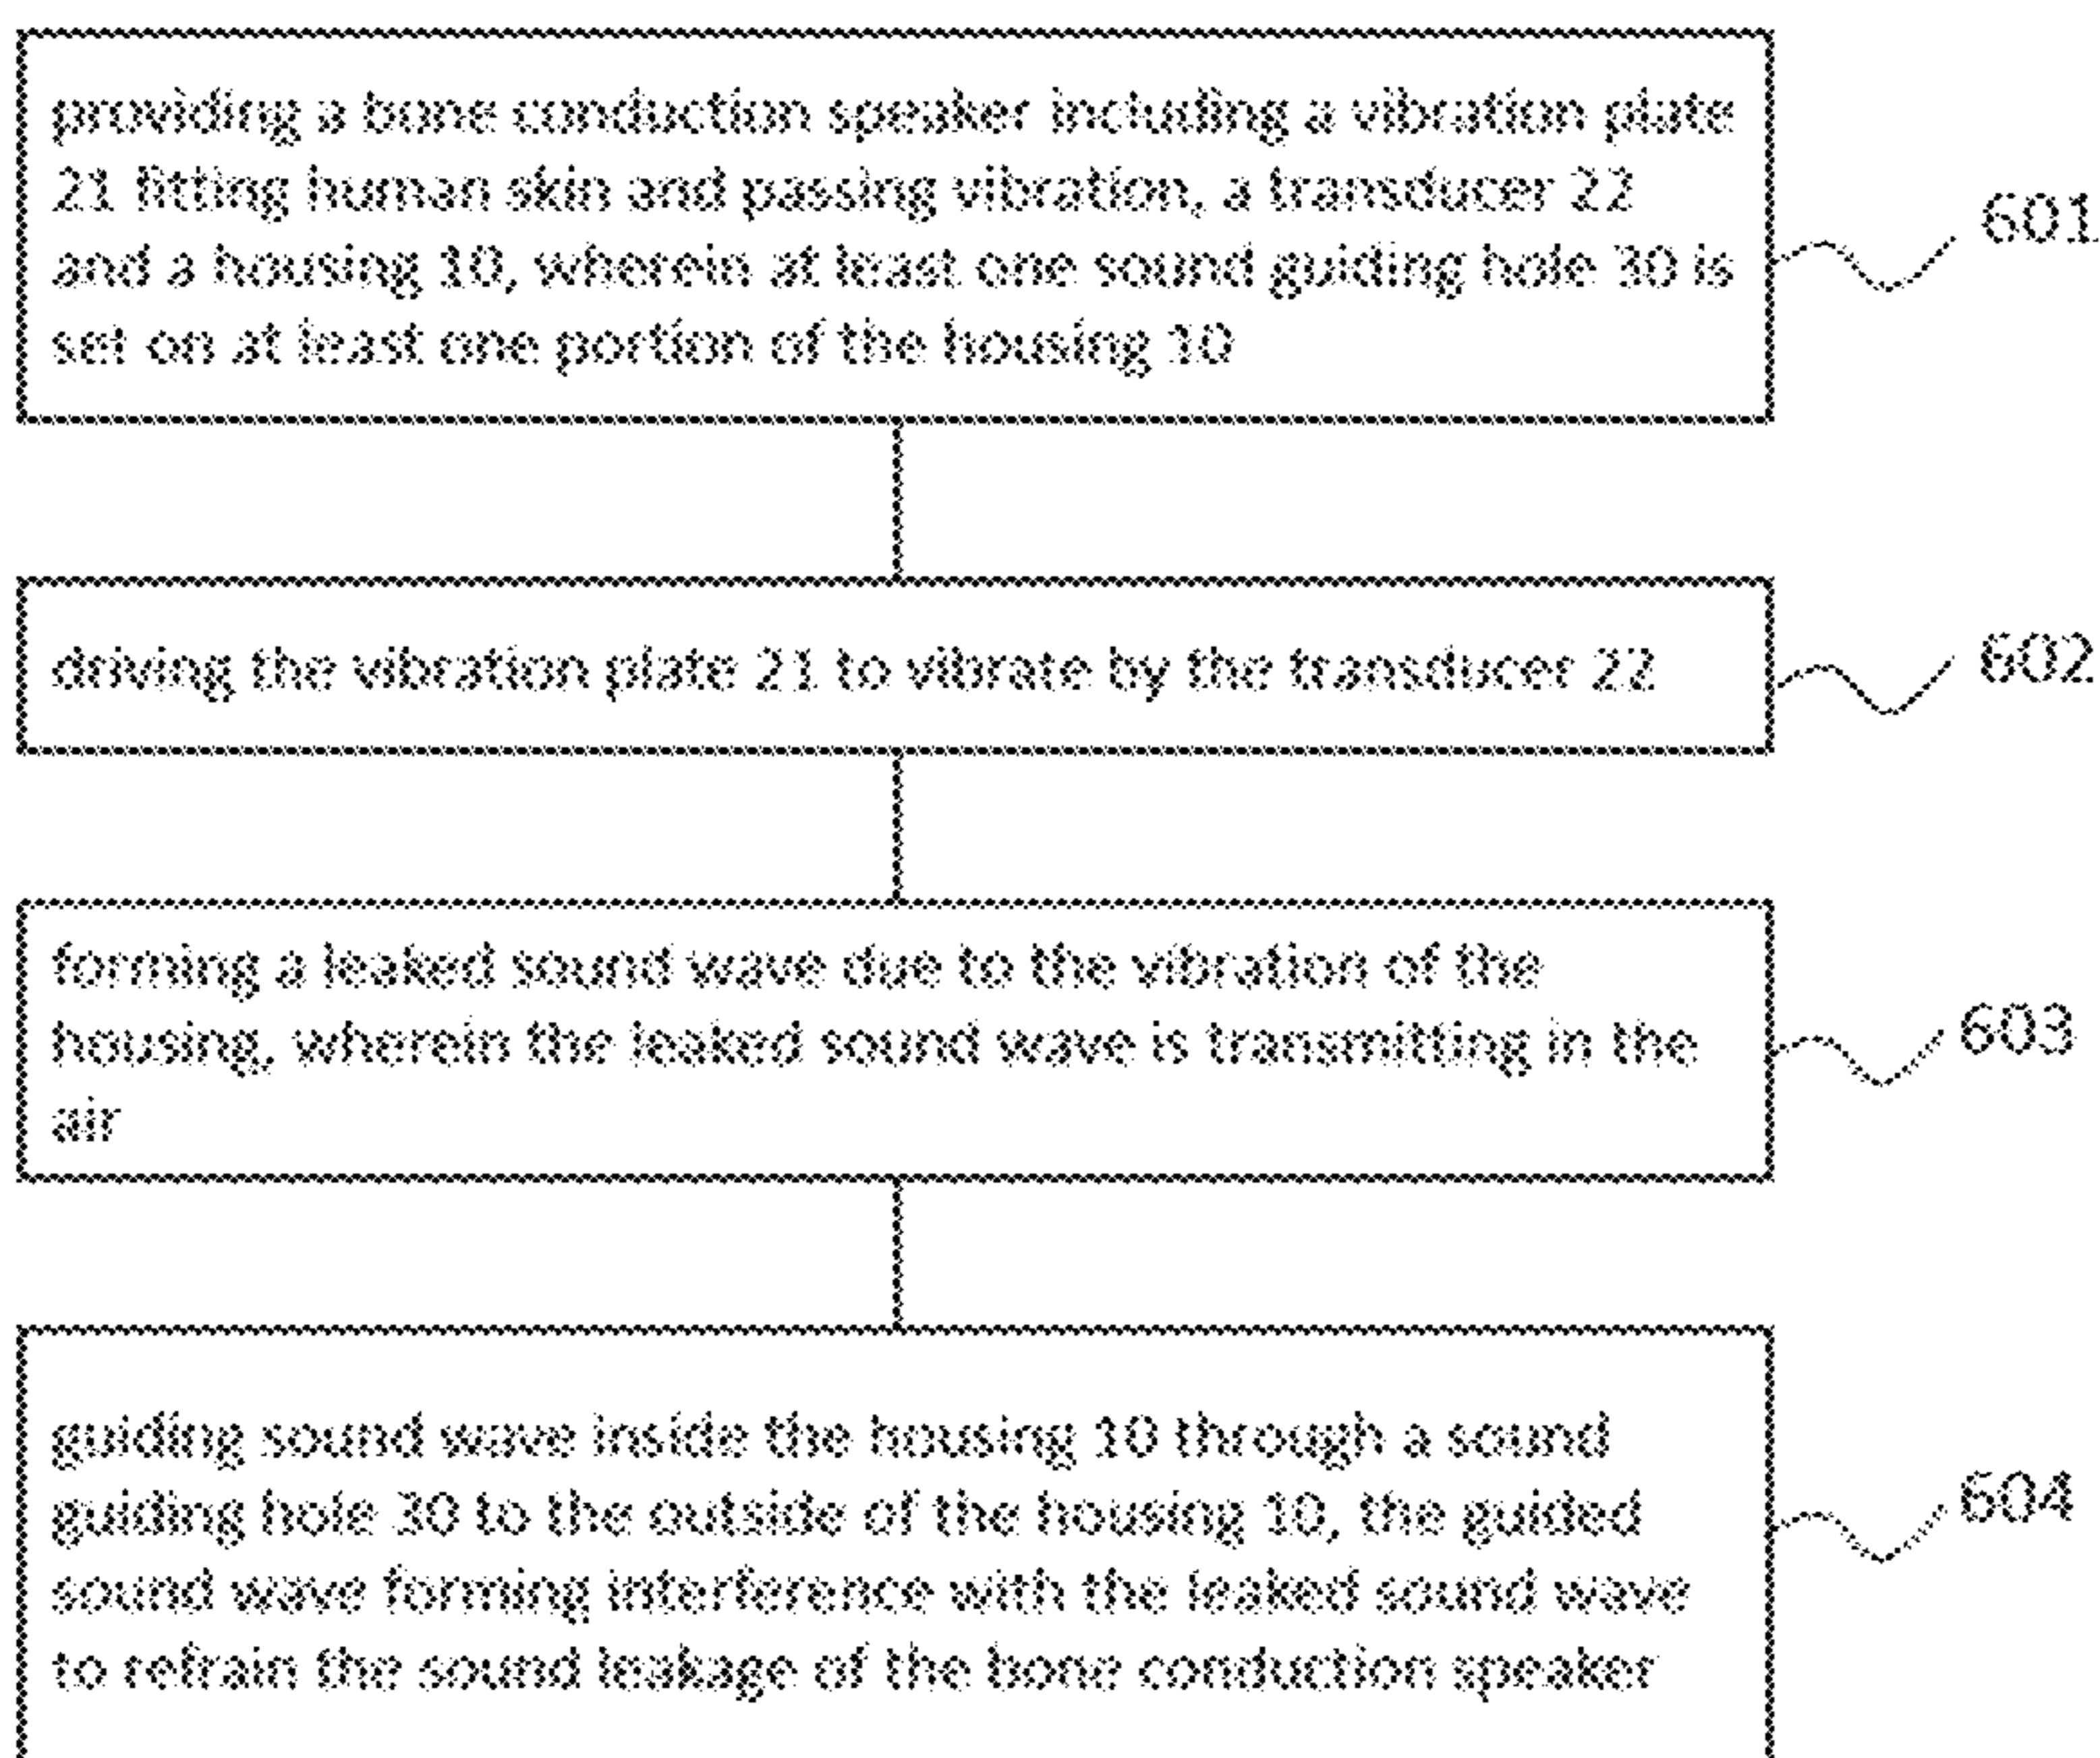 providing a bone conduction speaker including a vibration plate
21 fitting human skin and passing vibration, a transducer 22
and a housing 10, wherein at least one sound guiding hole 30 is
set on at least one portion of the housing 10
601
driving the vibration plate 21 to vibrate by the transducer 22
602
forming a leaked sound wave due to the vibration of the
housing, wherein the leaked sound wave is transmitting in the
air
603
guiding sound wave inside the housing 10 through a sound
guiding hole 30 to the outside of the housing 10, the guided
sound wave forming interference with the leaked sound wave
to refrain the sound leakage of the bone conduction speaker
604